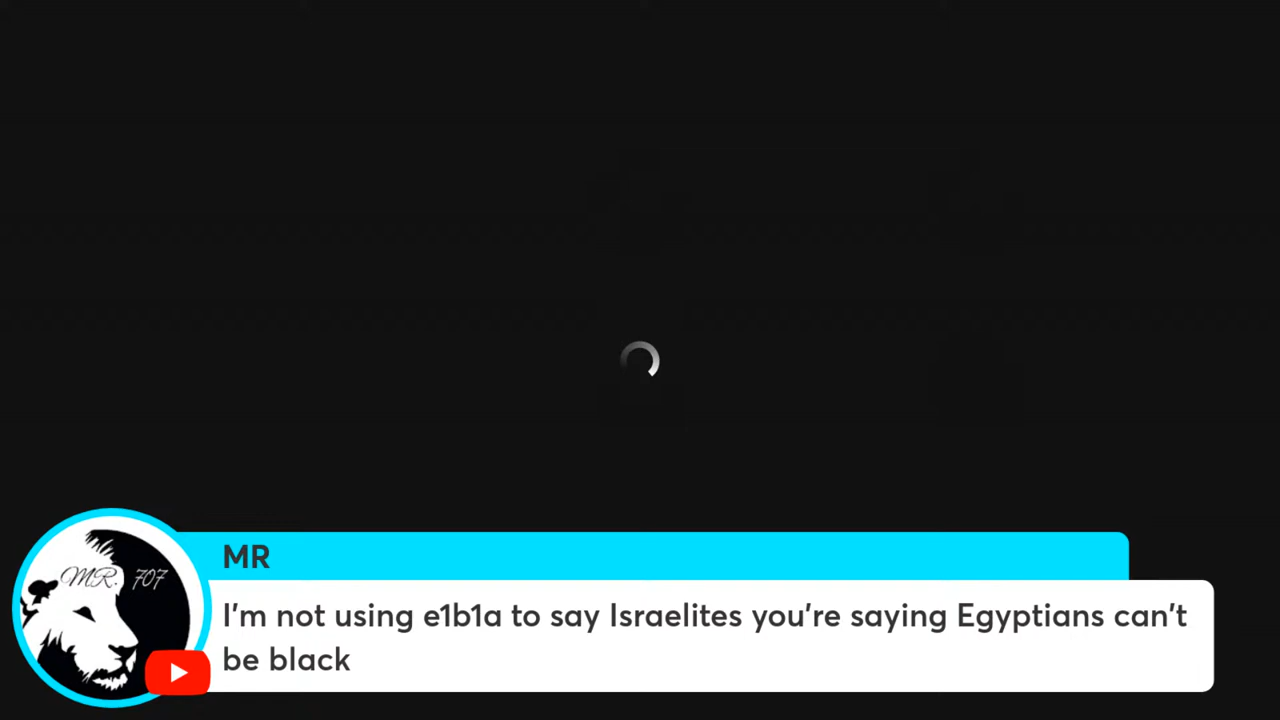 MR
MR. 707
I'm not using e1b1a to say Israelites you're saying Egyptians can't
be black